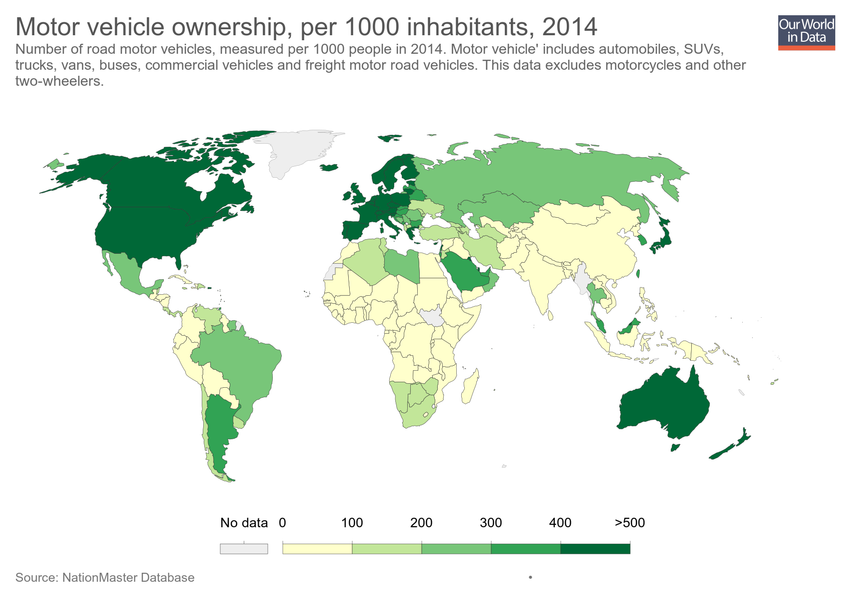 Motor vehicle ownership, per 1000 inhabitants, 2014
Our World
in Data
Number of road motor vehicles, measured per 1000 people in 2014. Motor vehicle' includes automobiles, SUVs,
trucks, vans, buses, commercial vehicles and freight motor road vehicles. This data excludes motorcycles and other
two-wheelers.
No data 0 100 200 300 400 >500
Source: NationMaster Database